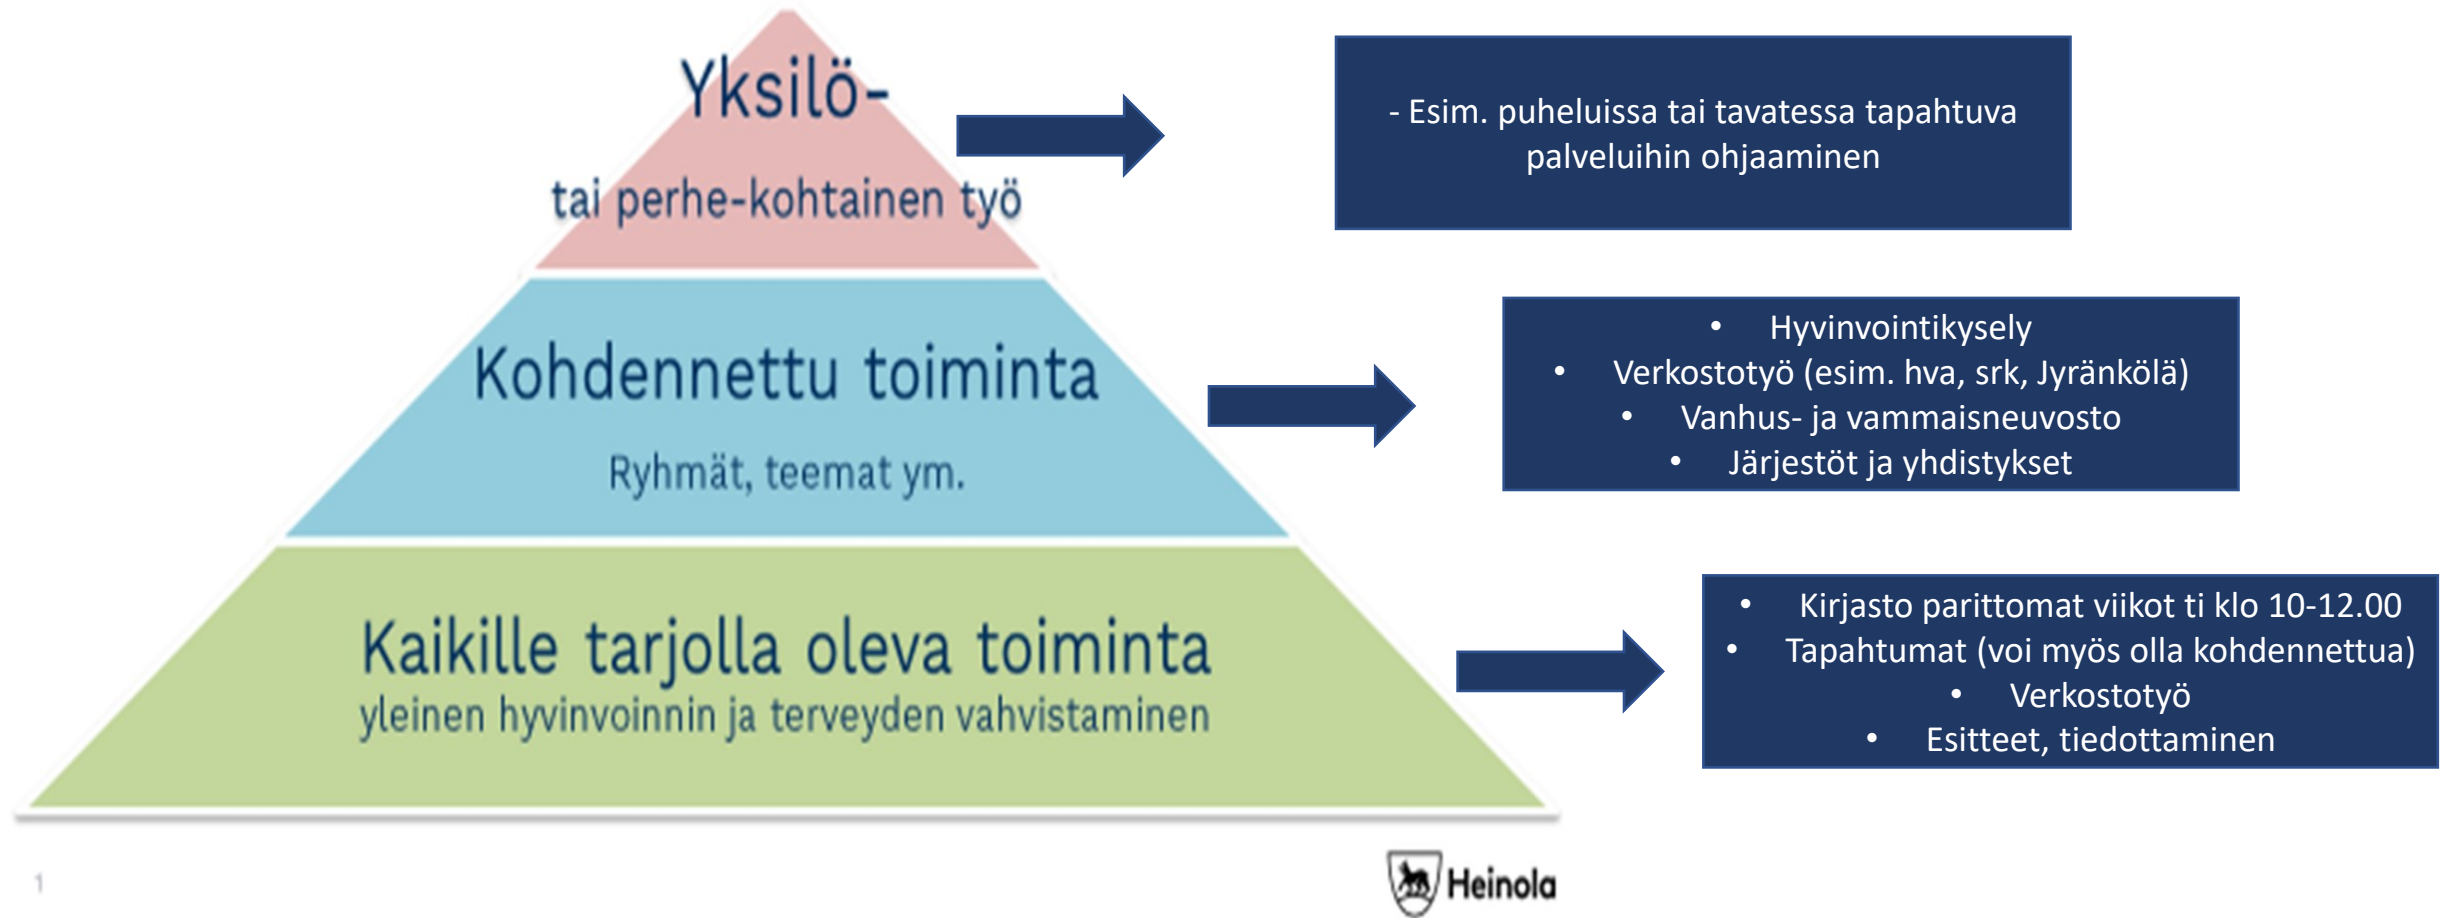 Yksilö-
tai perhe-kohtainen työ
- Esim. puheluissa tai tavatessa tapahtuva
palveluihin ohjaaminen
Kohdennettu toiminta
Ryhmät, teemat ym.
• Hyvinvointikysely
• Verkostotyö (esim. hva, srk, Jyränkölä)
• Vanhus- ja vammaisneuvosto
• Järjestöt ja yhdistykset
Kaikille tarjolla oleva toiminta
yleinen hyvinvoinnin ja terveyden vahvistaminen
• Kirjasto parittomat viikot ti klo 10-12.00
• Tapahtumat (voi myös olla kohdennettua)
• Verkostotyö
• Esitteet, tiedottaminen
1
Heinola